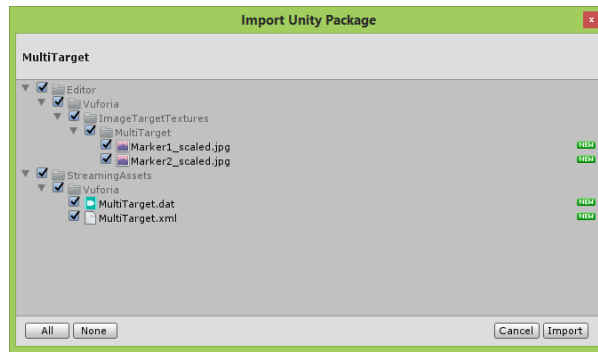 Import Unity Package
x
MultiTarget
Editor
Vuforia
ImageTargetTextures
MultiTarget
Marker1_scaled.jpg NEW
Marker2_scaled.jpg NEW
StreamingAssets
Vuforia
MultiTarget.dat NEW
MultiTarget.xml NEW
All None Cancel Import